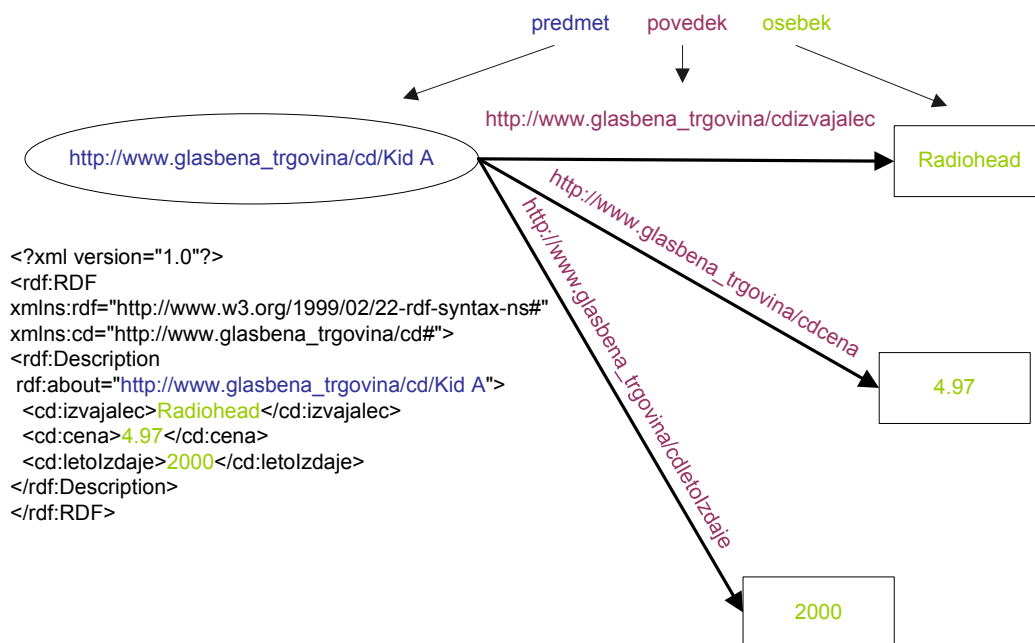 predmet povedek osebek
http://www.glasbena_trgovina/cdizvajalec
http://www.glasbena_trgovina/cd/Kid A
Radiohead
http://www.glasbena_trgovina/cdcena
http://www.glasbena_trgovina/cdletoIzdaje
<?xml version="1.0"?>
<rdf:RDF
xmlns:rdf="http://www.w3.org/1999/02/22-rdf-syntax-ns#"
xmlns:cd="http://www.glasbena_trgovina/cd#">
<rdf:Description
rdf:about="http://www.glasbena_trgovina/cd/Kid A">
<cd:izvajalec>Radiohead</cd:izvajalec>
<cd:cena>4.97</cd:cena>
<cd:letoIzdaje>2000</cd:letoIzdaje>
</rdf:Description>
</rdf:RDF>
4.97
2000